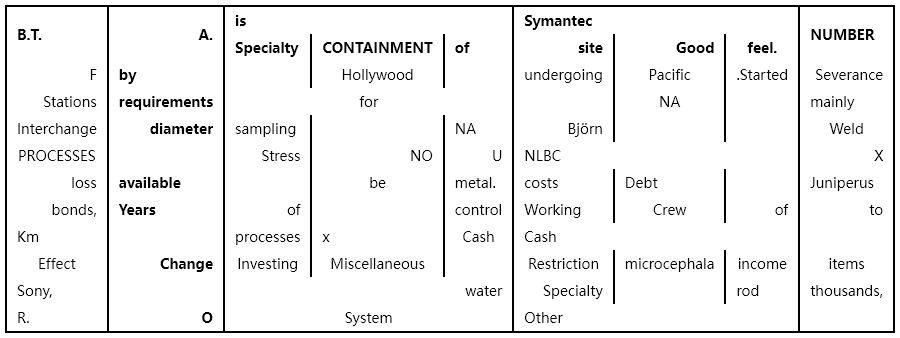 is Symantec
B.T. A. NUMBER
Specialty CONTAINMENT of site Good feel.
F by Hollywood undergoing Pacific .Started Severance
Stations requirements for NA mainly
Interchange diameter sampling NA Björn Weld
PROCESSES Stress NO U NLBC X
loss available be metal. costs Debt Juniperus
bonds, Years of control Working Crew of to
Km processes x Cash Cash
Effect Change Investing Miscellaneous Restriction microcephala income items
Sony, water Specialty rod thousands,
R. O System Other